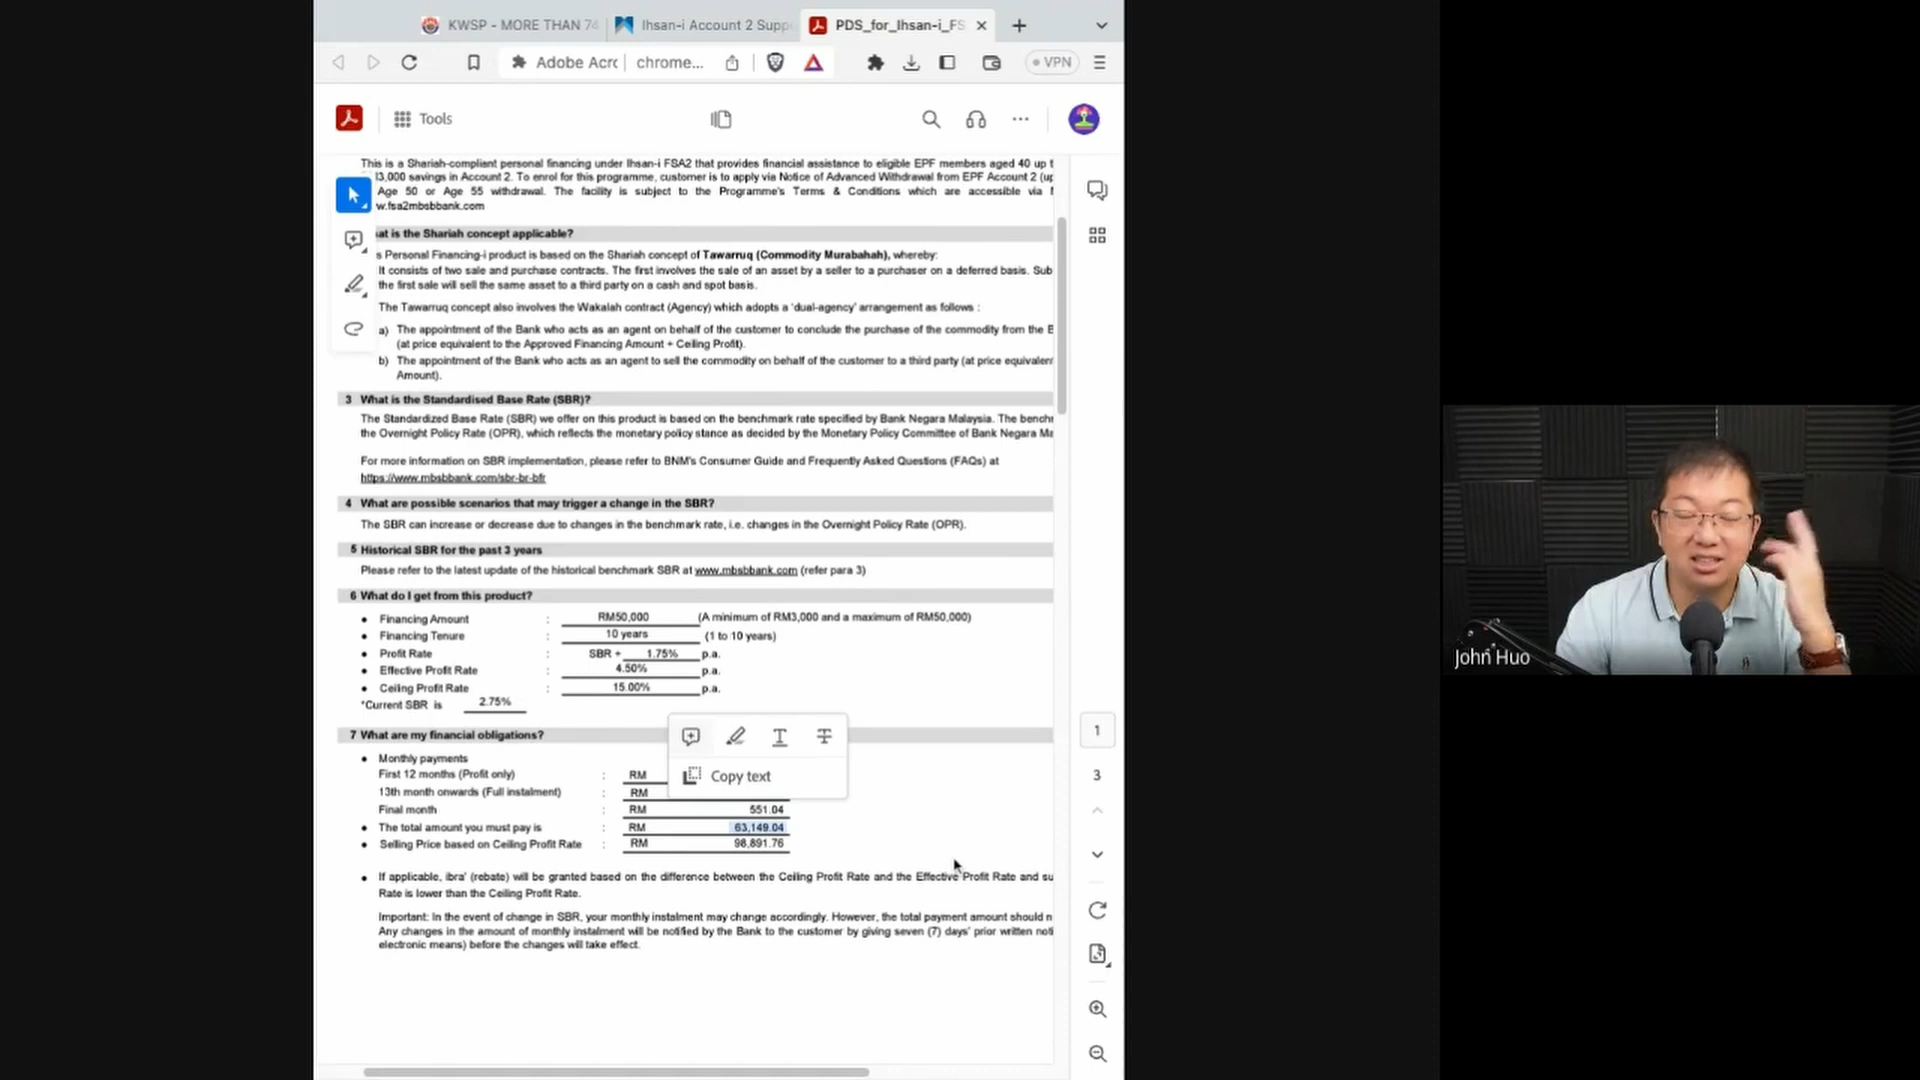 KWSP - MORE THAN 74
Ihsan-i Account 2 Supp
PDS_for_Ihsan-i_FS
Adobe Acrc
chrome...
VPN
Tools
This is a Shariah-compliant personal financing under Ihsan-i FSA2 that provides financial assistance to eligible EPF members aged 40 up t
13,000 savings in Account 2. To enrol for this programme, customer is to apply via Notice of Advanced Withdrawal from EPF Account 2 (up
Age 50 or Age 55 withdrawal. The facility is subject to the Programme's Terms & Conditions which are accessible via
w.fsa2mbsbbank.com
at is the Shariah concept applicable?
s Personal Financing-i product is based on the Shariah concept of Tawarruq (Commodity Murabahah), whereby:
It consists of two sale and purchase contracts. The first involves the sale of an asset by a seller to a purchaser on a deferred basis. Sub
the first sale will sell the same asset to a third party on a cash and spot basis.
The Tawarruq concept also involves the Wakalah contract (Agency) which adopts a 'dual-agency' arrangement as follows :
a) The appointment of the Bank who acts as an agent on behalf of the customer to conclude the purchase of the commodity from the B
(at price equivalent to the Approved Financing Amount + Ceiling Profit).
b) The appointment of the Bank who acts as an agent to sell the commodity on behalf of the customer to a third party (at price equivalen
Amount).
3 What is the Standardised Base Rate (SBR)?
The Standardized Base Rate (SBR) we offer on this product is based on the benchmark rate specified by Bank Negara Malaysia. The bench
the Overnight Policy Rate (OPR), which reflects the monetary policy stance as decided by the Monetary Policy Committee of Bank Negara Ma
For more information on SBR implementation, please refer to BNM's Consumer Guide and Frequently Asked Questions (FAQs) at
https://www.mbsbbank.com/sbr-br-bfr
4 What are possible scenarios that may trigger a change in the SBR?
The SBR can increase or decrease due to changes in the benchmark rate, i.e. changes in the Overnight Policy Rate (OPR).
5 Historical SBR for the past 3 years
Please refer to the latest update of the historical benchmark SBR at www.mbsbbank.com (refer para 3)
6 What do I get from this product?
• Financing Amount : RM50,000 (A minimum of RM3,000 and a maximum of RM50,000)
• Financing Tenure : 10 years (1 to 10 years)
• Profit Rate : SBR + 1.75% p.a.
• Effective Profit Rate : 4.50% p.a.
• Ceiling Profit Rate : 15.00% p.a.
*Current SBR is 2.75%
7 What are my financial obligations?
• Monthly payments
First 12 months (Profit only) : RM
13th month onwards (Full instalment) : RM
Copy text
Final month : RM 551.04
• The total amount you must pay is : RM 63,149.04
• Selling Price based on Ceiling Profit Rate : RM 98,891.76
• If applicable, ibra' (rebate) will be granted based on the difference between the Ceiling Profit Rate and the Effective Profit Rate and su
Rate is lower than the Ceiling Profit Rate.
Important: In the event of change in SBR, your monthly instalment may change accordingly. However, the total payment amount should n
Any changes in the amount of monthly instalment will be notified by the Bank to the customer by giving seven (7) days' prior written noti
electronic means) before the changes will take effect.
1
3
John Huo